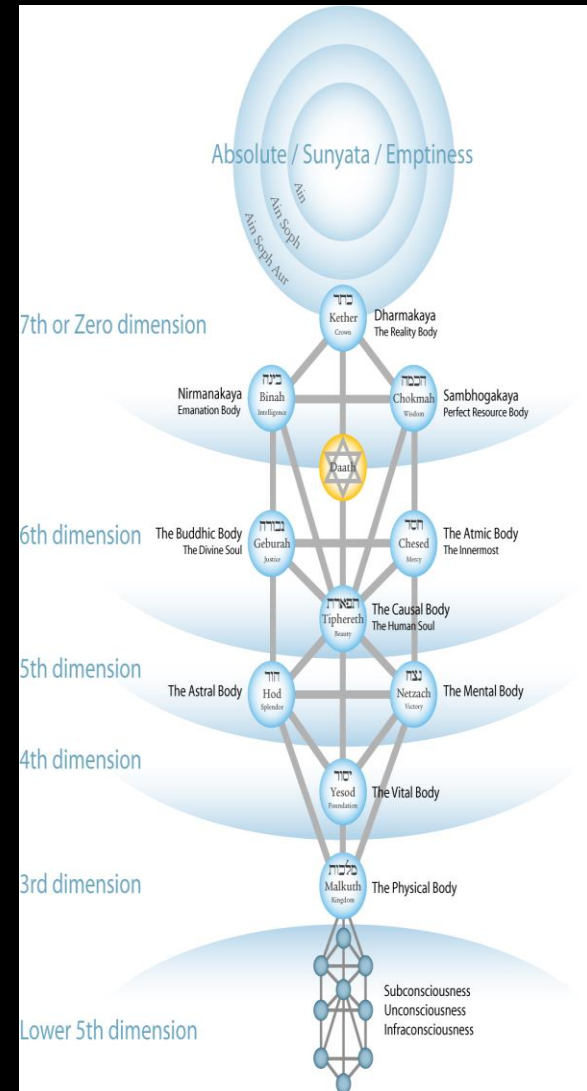 Absolute / Sunyata / Emptiness
Ain
Ain Soph
Ain Soph Aur
7th or Zero dimension
כתר
Kether
Crown
Dharmakaya
The Reality Body
Nirmanakaya
Emanation Body
בינה
Binah
Intelligence
חכמה
Chokmah
Wisdom
Sambhogakaya
Perfect Resource Body
Daath
6th dimension
The Buddhic Body
The Divine Soul
גבורה
Geburah
Justice
חסד
Chesed
Mercy
The Atmic Body
The Innermost
תפארת
Tiphereth
Beauty
The Causal Body
The Human Soul
5th dimension
The Astral Body
הוד
Hod
Splendor
נצח
Netzach
Victory
The Mental Body
4th dimension
יסוד
Yesod
Foundation
The Vital Body
3rd dimension
מלכות
Malkuth
Kingdom
The Physical Body
Subconsciousness
Unconsciousness
Infraconsciousness
Lower 5th dimension